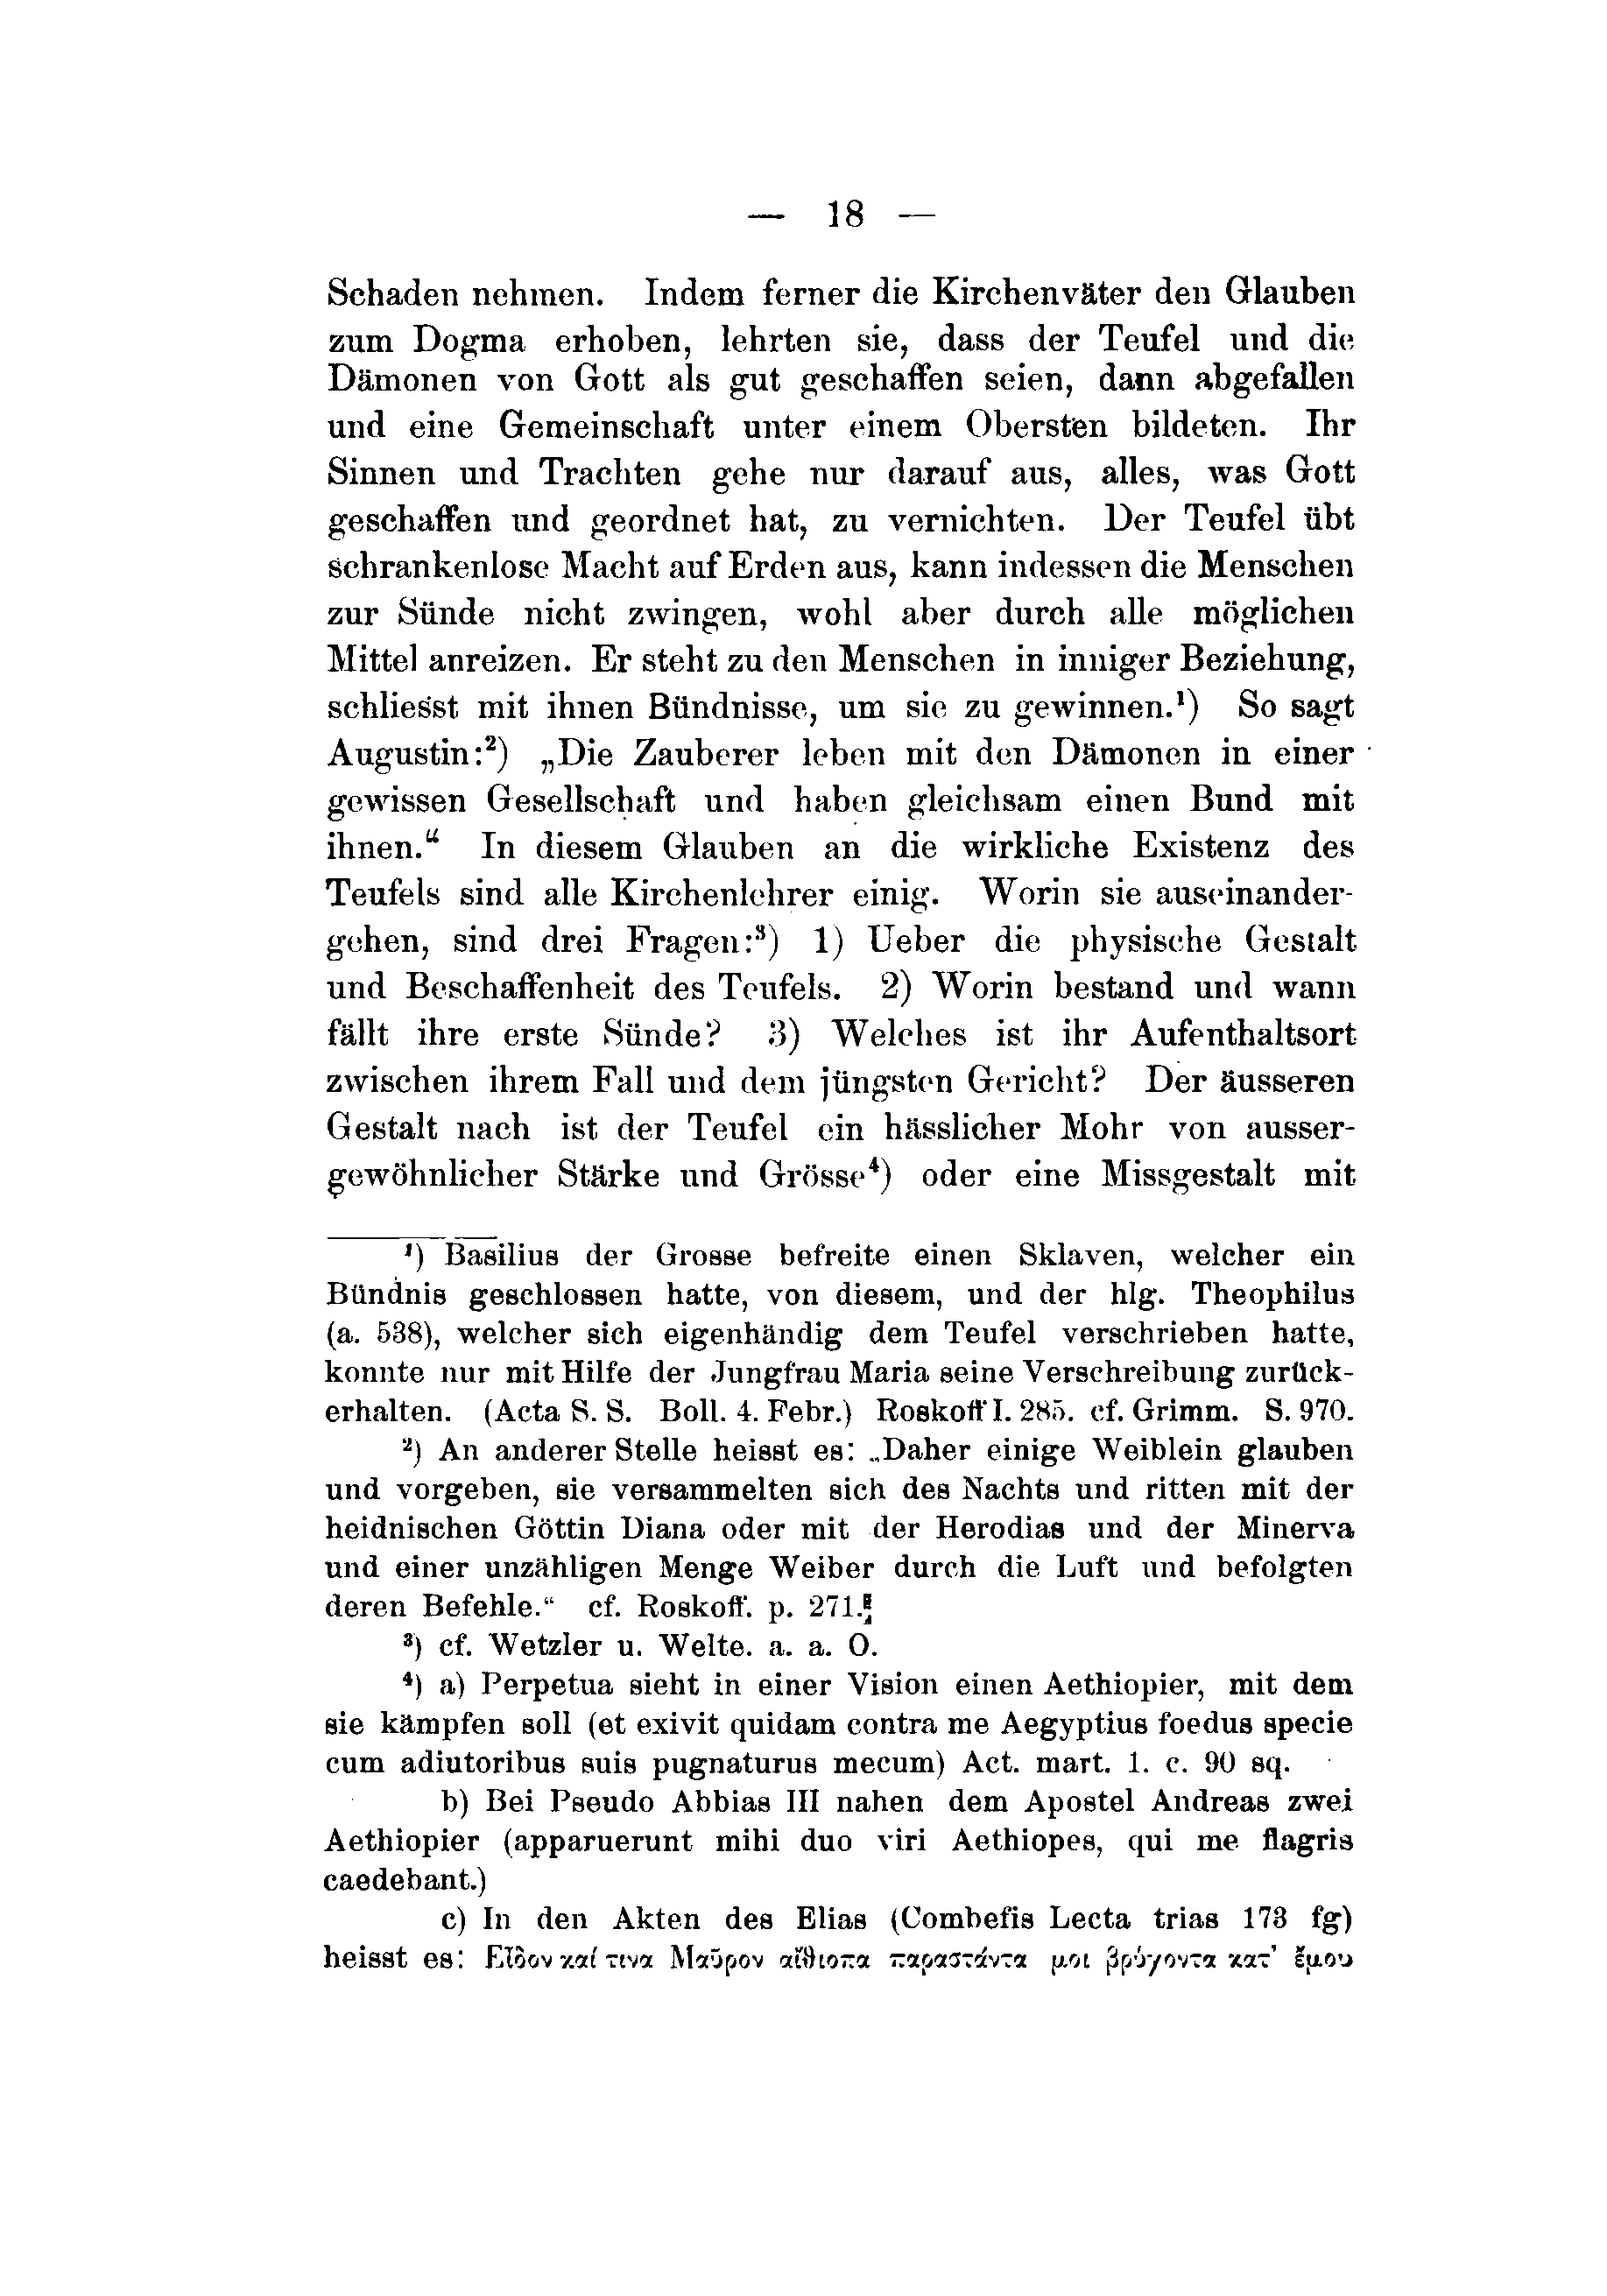 — 18 —
Schaden nehmen. Indem ferner die Kirchenväter den Glauben
zum Dogma erhoben, lehrten sie, dass der Teufel und die
Dämonen von Gott als gut geschaffen seien, dann abgefallen
und eine Gemeinschaft unter einem Obersten bildeten. Ihr
Sinnen und Trachten gehe nur darauf aus, alles, was Gott
geschaffen und geordnet hat, zu vernichten. Der Teufel übt
schrankenlose Macht auf Erden aus, kann indessen die Menschen
zur Sünde nicht zwingen, wohl aber durch alle möglichen
Mittel anreizen. Er steht zu den Menschen in inniger Beziehung,
schliesst mit ihnen Bündnisse, um sie zu gewinnen.¹) So sagt
Augustin:²) „Die Zauberer leben mit den Dämonen in einer
gewissen Gesellschaft und haben gleichsam einen Bund mit
ihnen.“ In diesem Glauben an die wirkliche Existenz des
Teufels sind alle Kirchenlehrer einig. Worin sie auseinander-
gehen, sind drei Fragen:³) 1) Ueber die physische Gestalt
und Beschaffenheit des Teufels. 2) Worin bestand und wann
fällt ihre erste Sünde? 3) Welches ist ihr Aufenthaltsort
zwischen ihrem Fall und dem jüngsten Gericht? Der äusseren
Gestalt nach ist der Teufel ein hässlicher Mohr von ausser-
gewöhnlicher Stärke und Grösse⁴) oder eine Missgestalt mit
¹) Basilius der Grosse befreite einen Sklaven, welcher ein
Bündnis geschlossen hatte, von diesem, und der hlg. Theophilus
(a. 538), welcher sich eigenhändig dem Teufel verschrieben hatte,
konnte nur mit Hilfe der Jungfrau Maria seine Verschreibung zurück-
erhalten. (Acta S. S. Boll. 4. Febr.) Roskoff I. 285. cf. Grimm. S. 970.
²) An anderer Stelle heisst es: „Daher einige Weiblein glauben
und vorgeben, sie versammelten sich des Nachts und ritten mit der
heidnischen Göttin Diana oder mit der Herodias und der Minerva
und einer unzähligen Menge Weiber durch die Luft und befolgten
deren Befehle.“ cf. Roskoff. p. 271.
³) cf. Wetzler u. Welte. a. a. O.
⁴) a) Perpetua sieht in einer Vision einen Aethiopier, mit dem
sie kämpfen soll (et exivit quidam contra me Aegyptius foedus specie
cum adiutoribus suis pugnaturus mecum) Act. mart. 1. c. 90 sq.
b) Bei Pseudo Abbias III nahen dem Apostel Andreas zwei
Aethiopier (apparuerunt mihi duo viri Aethiopes, qui me flagris
caedebant.)
c) In den Akten des Elias (Combefis Lecta trias 173 fg)
heisst es: Εἶδον καί τινα Μαῦρον αἴθιοπα παραστάντα μοι βρύγοντα κατ’ ἔμου